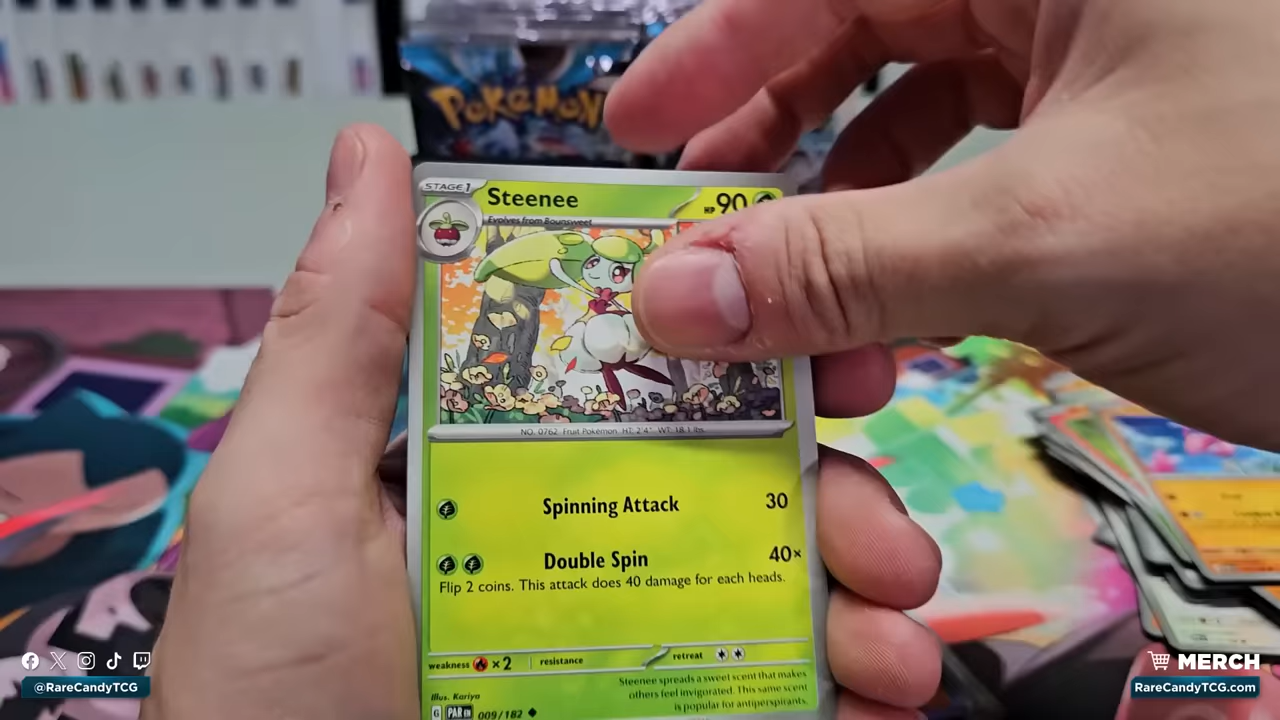 POKÉMON
STAGE 1
Steenee
HP 90
Evolves from Bounsweet
NO. 0762 Fruit Pokémon HT: 2'4" WT: 18.1 lbs.
Spinning Attack 30
Double Spin 40×
Flip 2 coins. This attack does 40 damage for each heads.
weakness ×2 resistance retreat
Steenee spreads a sweet scent that makes
others feel invigorated. This same scent
is popular for antiperspirants.
Illus. Kariya
G PAR EN 009/182
@RareCandyTCG
MERCH
RareCandyTCG.com